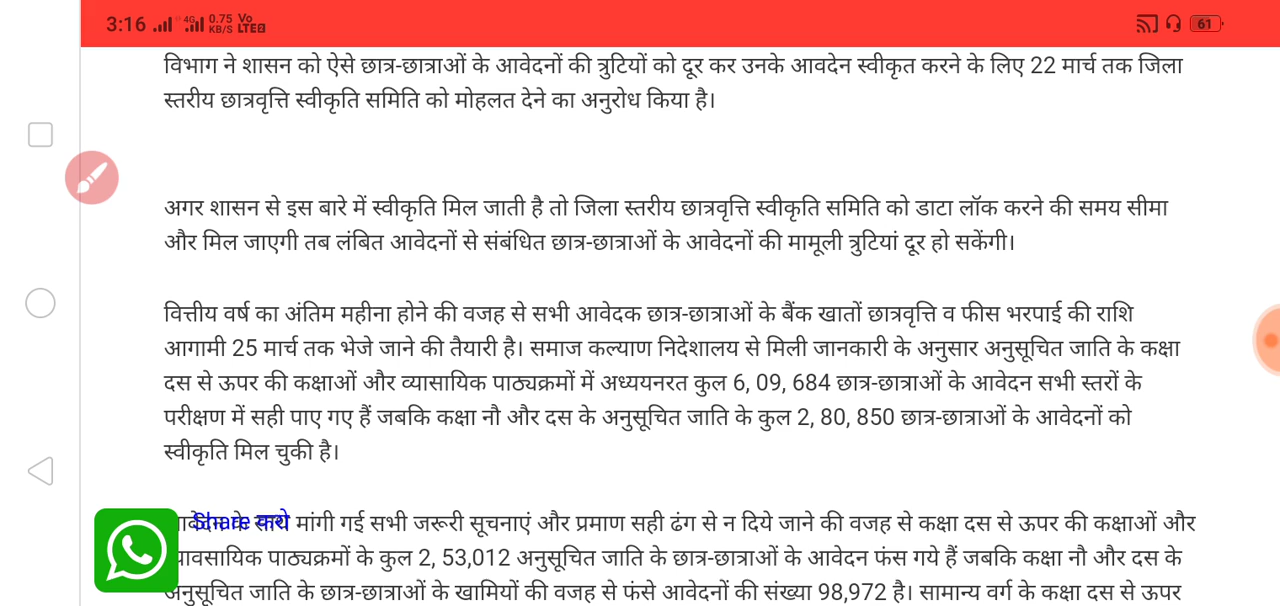 3:16 4G 0.75 KB/S Vo LTE2 61
विभाग ने शासन को ऐसे छात्र-छात्राओं के आवेदनों की त्रुटियों को दूर कर उनके आवदेन स्वीकृत करने के लिए 22 मार्च तक जिला
स्तरीय छात्रवृत्ति स्वीकृति समिति को मोहलत देने का अनुरोध किया है।
अगर शासन से इस बारे में स्वीकृति मिल जाती है तो जिला स्तरीय छात्रवृत्ति स्वीकृति समिति को डाटा लॉक करने की समय सीमा
और मिल जाएगी तब लंबित आवेदनों से संबंधित छात्र-छात्राओं के आवेदनों की मामूली त्रुटियां दूर हो सकेंगी।
वित्तीय वर्ष का अंतिम महीना होने की वजह से सभी आवेदक छात्र-छात्राओं के बैंक खातों छात्रवृत्ति व फीस भरपाई की राशि
आगामी 25 मार्च तक भेजे जाने की तैयारी है। समाज कल्याण निदेशालय से मिली जानकारी के अनुसार अनुसूचित जाति के कक्षा
दस से ऊपर की कक्षाओं और व्यासायिक पाठ्यक्रमों में अध्ययनरत कुल 6, 09, 684 छात्र-छात्राओं के आवेदन सभी स्तरों के
परीक्षण में सही पाए गए हैं जबकि कक्षा नौ और दस के अनुसूचित जाति के कुल 2, 80, 850 छात्र-छात्राओं के आवेदनों को
स्वीकृति मिल चुकी है।
Share करो मांगी गई सभी जरूरी सूचनाएं और प्रमाण सही ढंग से न दिये जाने की वजह से कक्षा दस से ऊपर की कक्षाओं और
पाठ्यक्रमों के कुल 2, 53,012 अनुसूचित जाति के छात्र-छात्राओं के आवेदन फंस गये हैं जबकि कक्षा नौ और दस के
अनुसूचित जाति के छात्र-छात्राओं के खामियों की वजह से फंसे आवेदनों की संख्या 98,972 है। सामान्य वर्ग के कक्षा दस से ऊपर